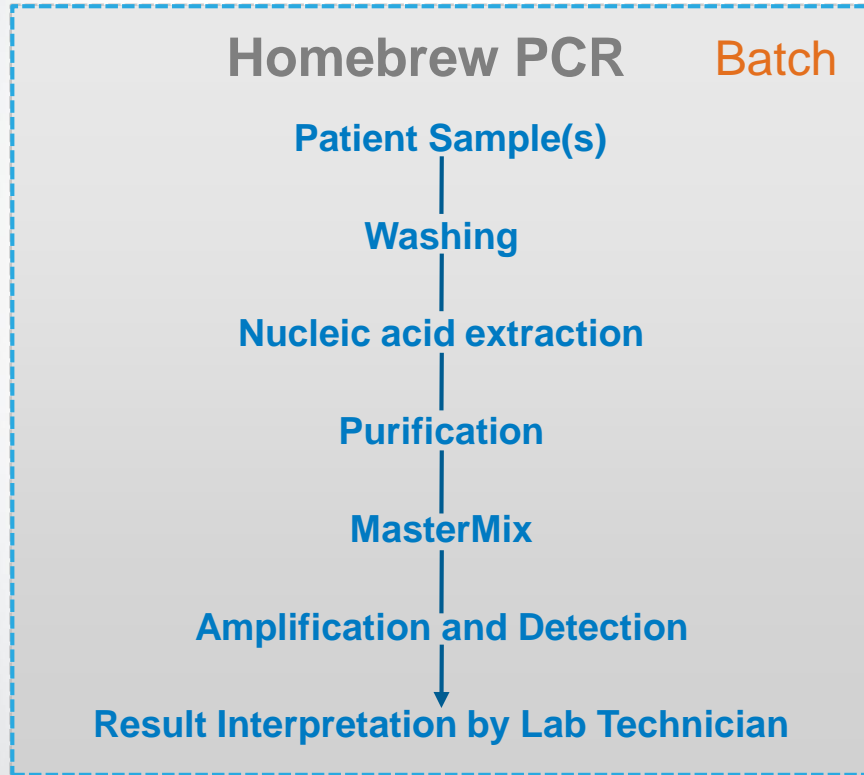 Homebrew PCR Batch
Patient Sample(s)
Washing
Nucleic acid extraction
Purification
MasterMix
Amplification and Detection
Result Interpretation by Lab Technician